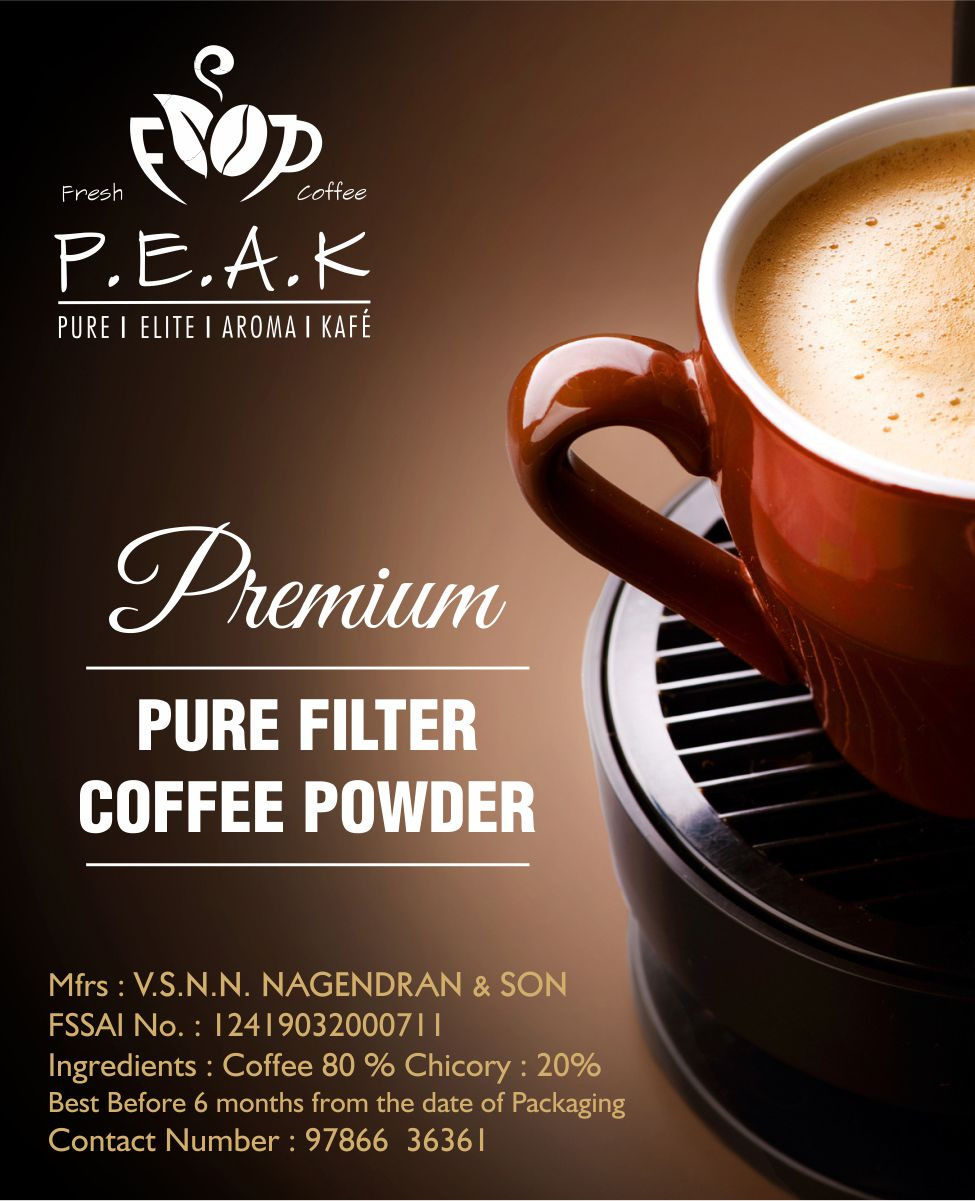 FP
Fresh Coffee
P.E.A.K
PURE I ELITE I AROMA I KAFÉ
Premium
PURE FILTER
COFFEE POWDER
Mfrs : V.S.N.N. NAGENDRAN & SON
FSSAI No. : 12419032000711
Ingredients : Coffee 80 % Chicory : 20%
Best Before 6 months from the date of Packaging
Contact Number : 97866 36361